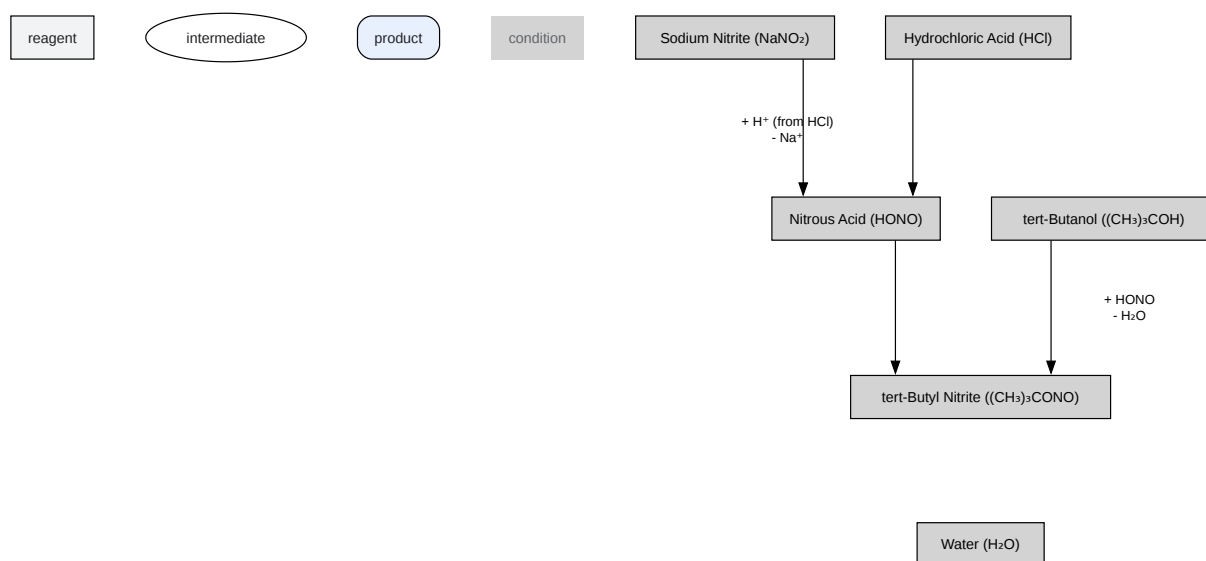 reagent
intermediate
product
condition
Sodium Nitrite (NaNO₂)
Hydrochloric Acid (HCl)
+ H⁺ (from HCl)
- Na⁺
Nitrous Acid (HONO)
tert-Butanol ((CH₃)₃COH)
+ HONO
- H₂O
tert-Butyl Nitrite ((CH₃)₃CONO)
Water (H₂O)